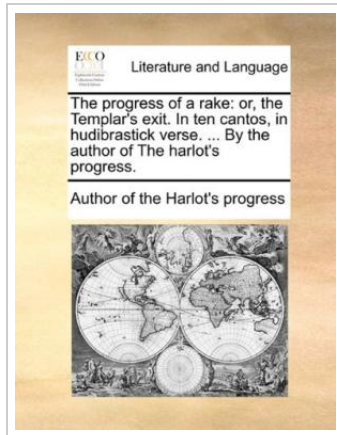 ECCO
Literature and Language
The progress of a rake: or, the
Templar's exit. In ten cantos, in
hudibrastick verse. ... By the
author of The harlot's
progress.
Author of the Harlot's progress